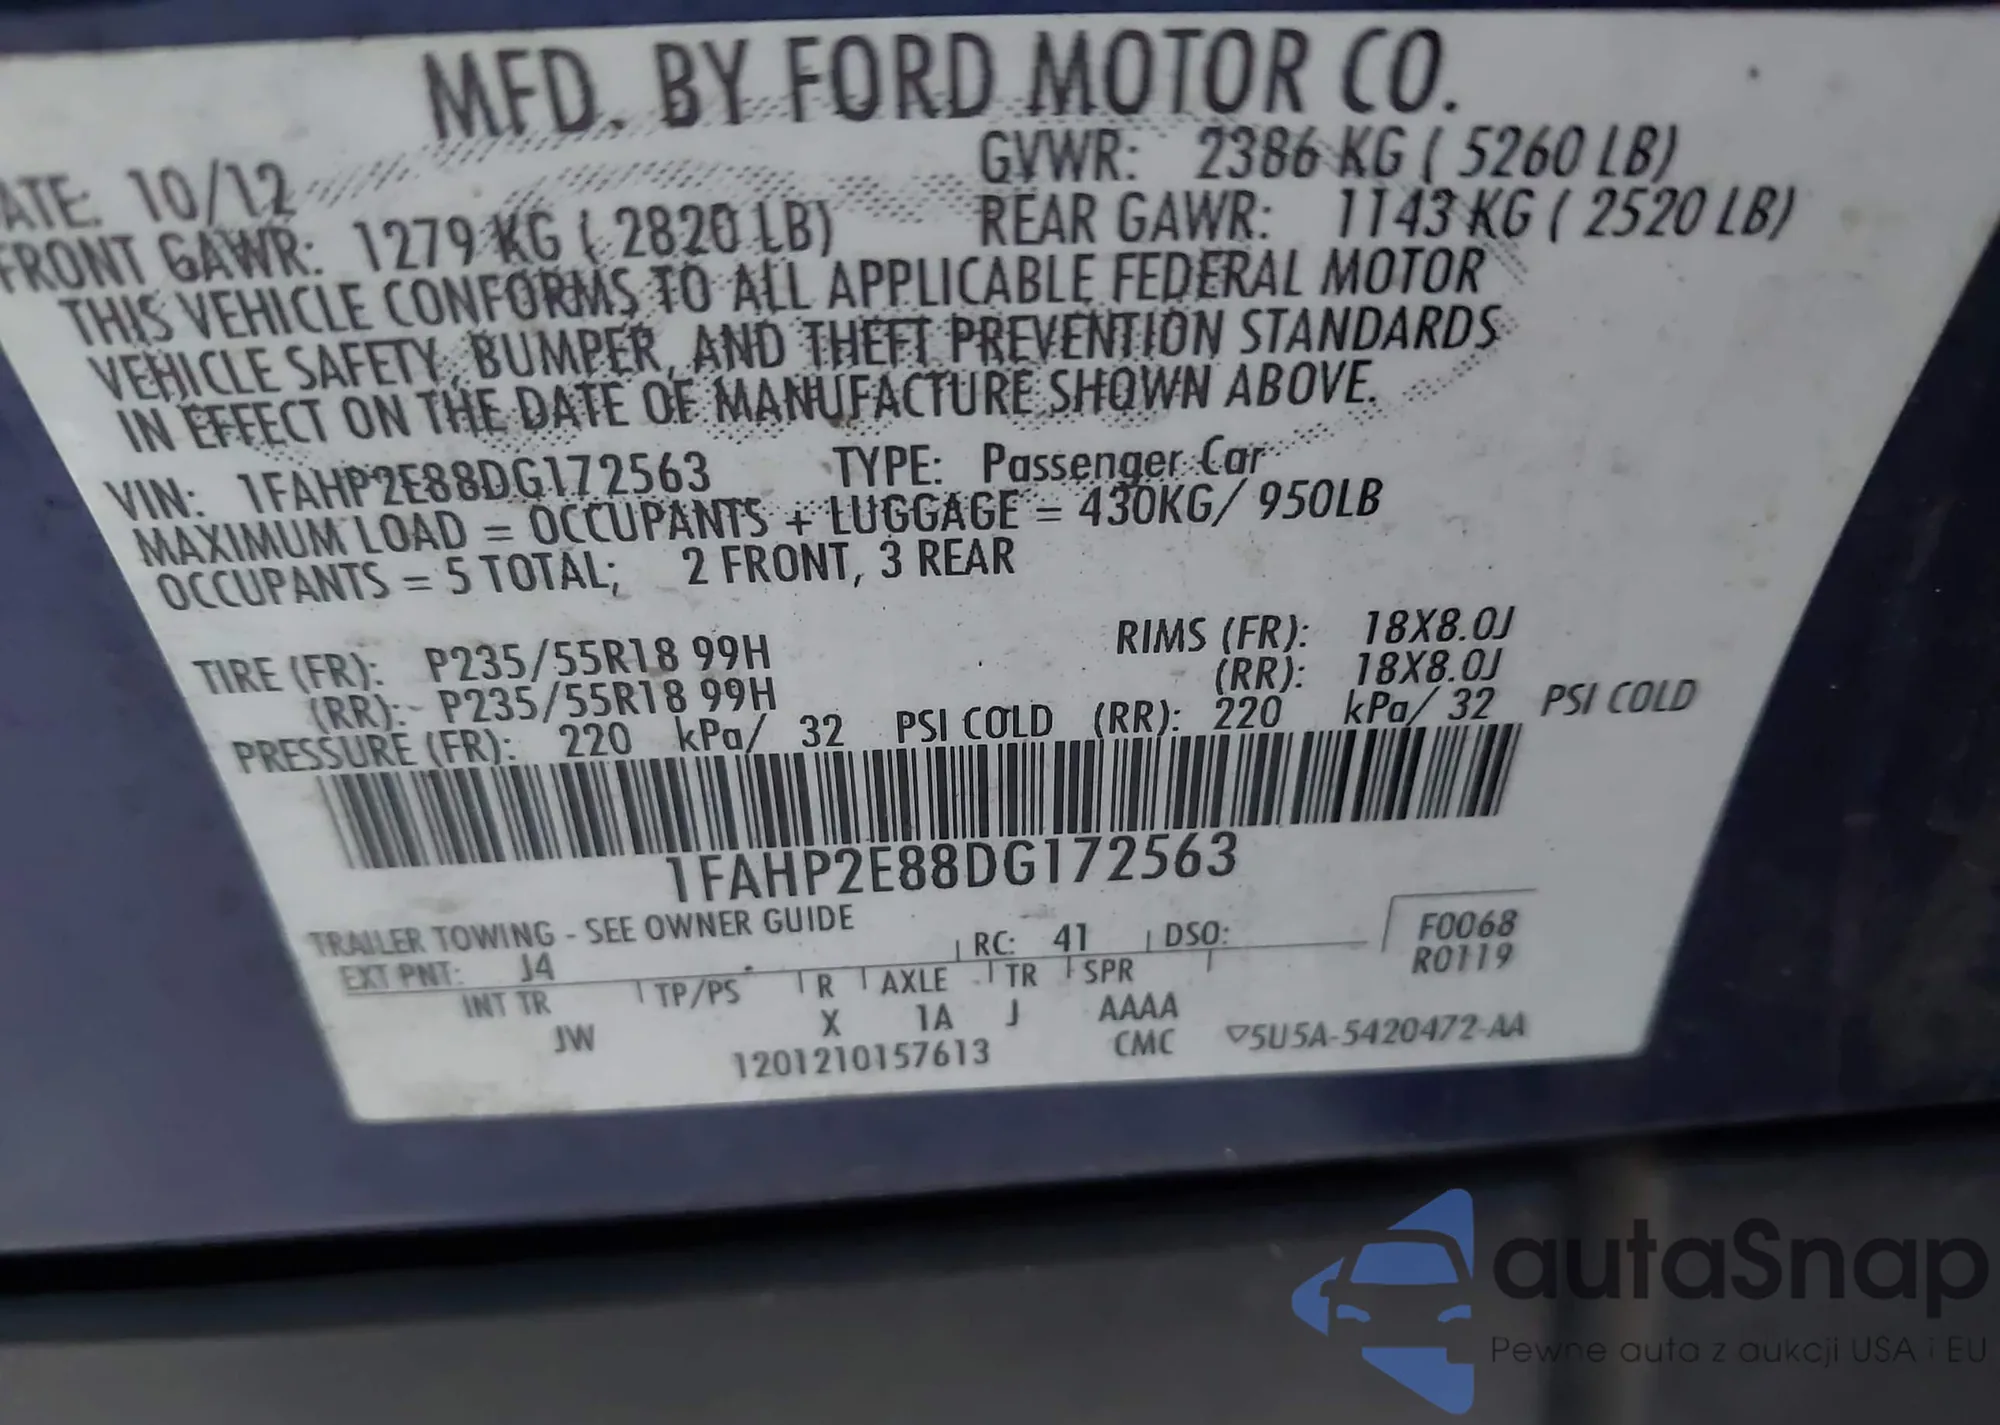 MFD. BY FORD MOTOR CO.
ATE: 10/12 GVWR: 2386 KG ( 5260 LB)
FRONT GAWR: 1279 KG ( 2820 LB) REAR GAWR: 1143 KG ( 2520 LB)
THIS VEHICLE CONFORMS TO ALL APPLICABLE FEDERAL MOTOR
VEHICLE SAFETY, BUMPER, AND THEFT PREVENTION STANDARDS
IN EFFECT ON THE DATE OF MANUFACTURE SHOWN ABOVE.
VIN: 1FAHP2E88DG172563 TYPE: Passenger Car
MAXIMUM LOAD = OCCUPANTS + LUGGAGE = 430KG/ 950LB
OCCUPANTS = 5 TOTAL; 2 FRONT, 3 REAR
TIRE (FR): P235/55R18 99H RIMS (FR): 18X8.0J
(RR): P235/55R18 99H (RR): 18X8.0J
PRESSURE (FR): 220 kPa/ 32 PSI COLD (RR): 220 kPa/ 32 PSI COLD
1FAHP2E88DG172563
TRAILER TOWING - SEE OWNER GUIDE
EXT PNT: J4 RC: 41 DSO: F0068
R0119
INT TR TP/PS R AXLE TR SPR
JW X 1A J AAAA
1201210157613 CMC ▽5U5A-5420472-AA
autaSnap
Pewne auta z aukcji USA i EU